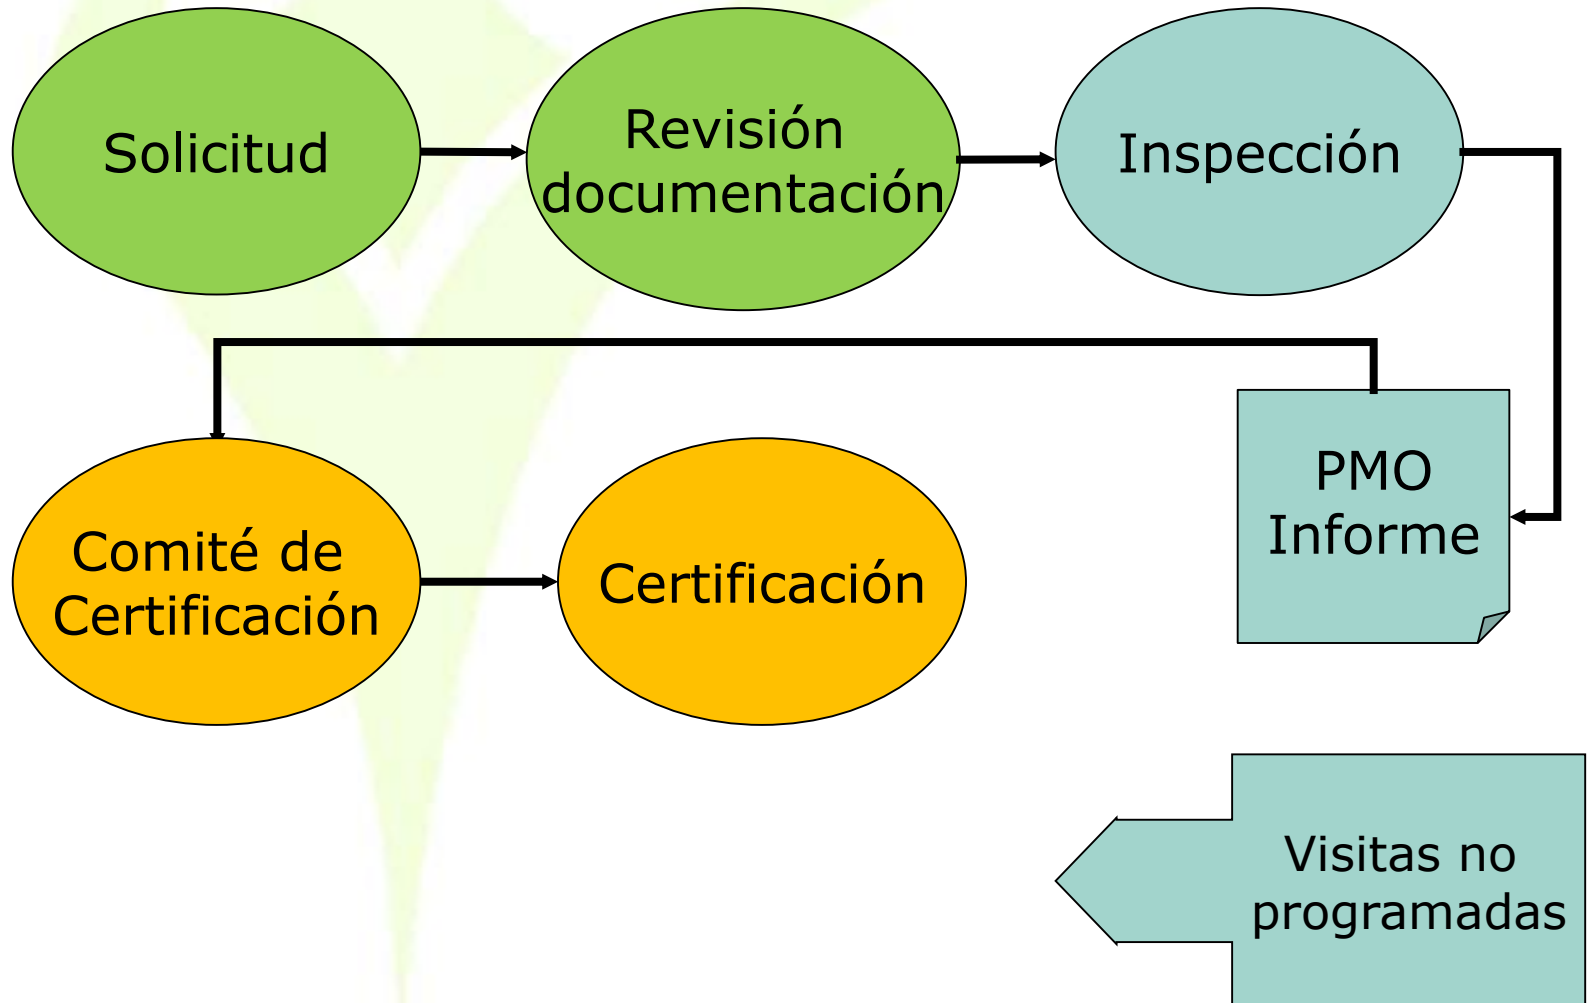 Solicitud
Revisión
documentación
Inspección
PMO
Informe
Comité de
Certificación
Certificación
Visitas no
programadas